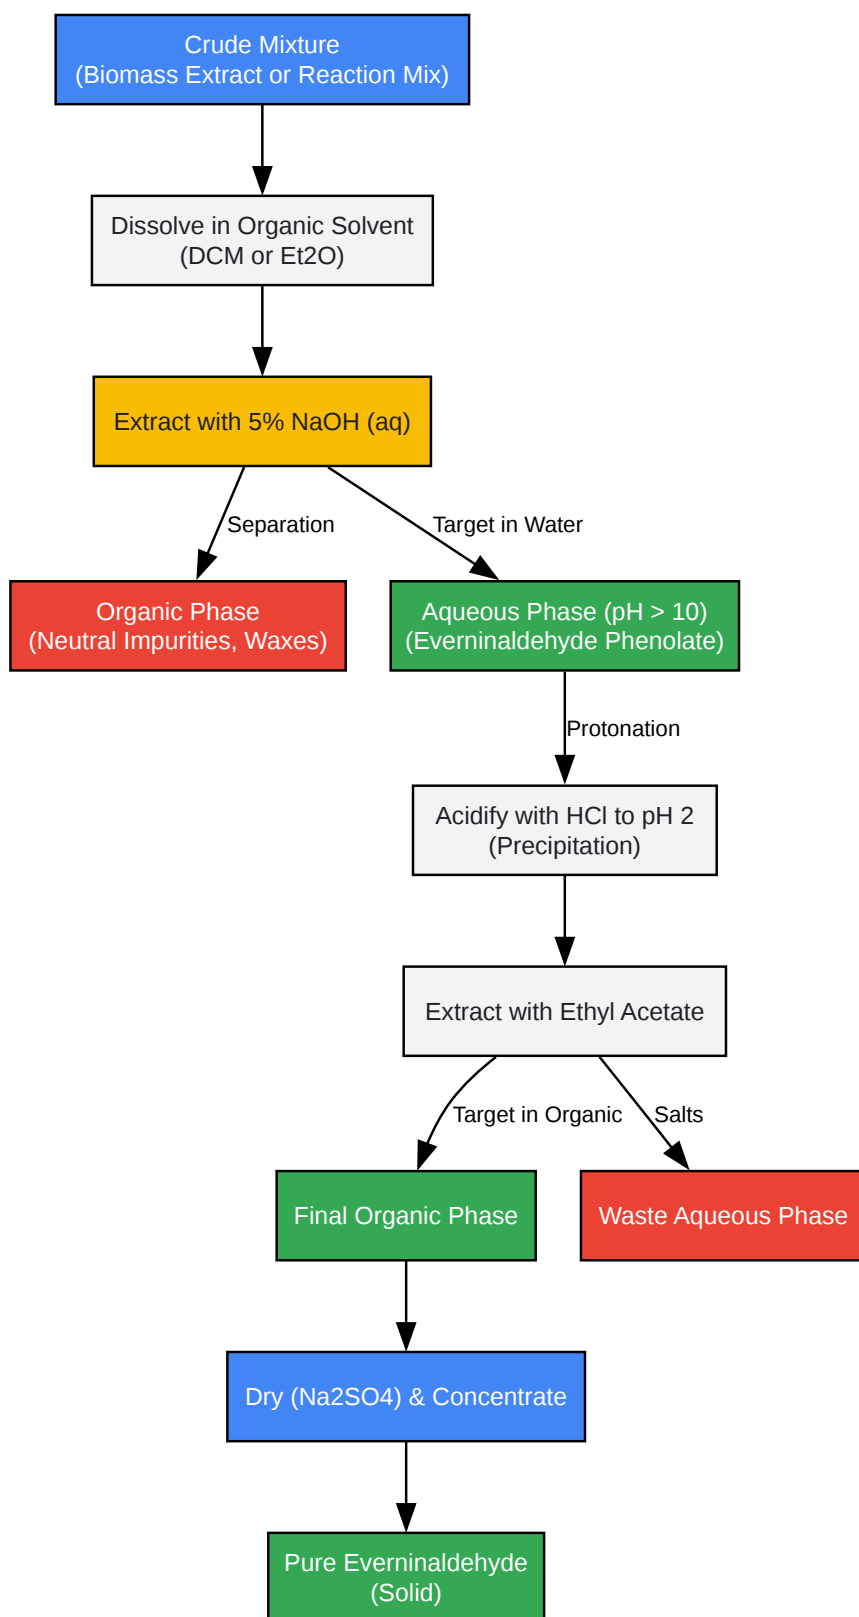 Crude Mixture
(Biomass Extract or Reaction Mix)
Dissolve in Organic Solvent
(DCM or Et2O)
Extract with 5% NaOH (aq)
Separation
Target in Water
Organic Phase
(Neutral Impurities, Waxes)
Aqueous Phase (pH > 10)
(Everninaldehyde Phenolate)
Protonation
Acidify with HCl to pH 2
(Precipitation)
Extract with Ethyl Acetate
Target in Organic
Salts
Final Organic Phase
Waste Aqueous Phase
Dry (Na2SO4) & Concentrate
Pure Everninaldehyde
(Solid)